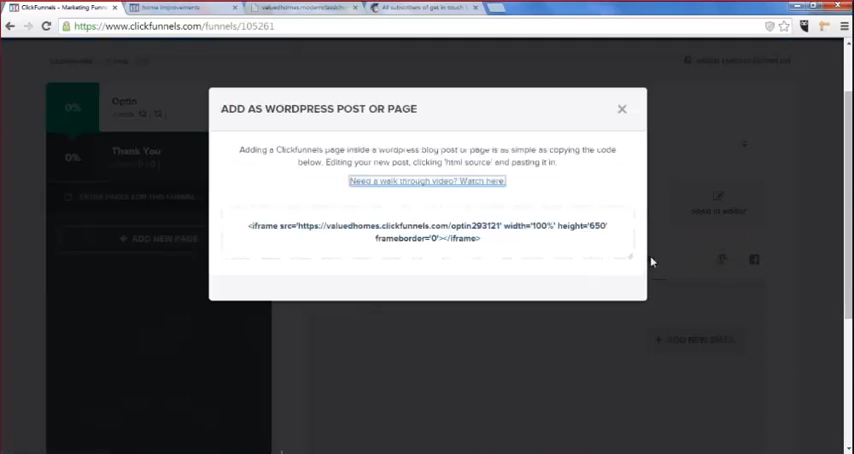 ClickFunnels - Marketing Funn
Home Improvements
All subscribers of get in touch
https://www.clickfunnels.com/funnels/105261
0%
Optin
ADD AS WORDPRESS POST OR PAGE
Adding a Clickfunnels page inside a wordpress blog post or page is as simple as copying the code
below. Editing your new post, clicking 'html source' and pasting it in.
Need a walk through video? Watch here.
<iframe src='https://valuedhomes.clickfunnels.com/optin293121' width='100%' height='650'
frameborder='0'></iframe>
0%
Thank You
+ ADD NEW PAGE
+ ADD NEW EMAIL